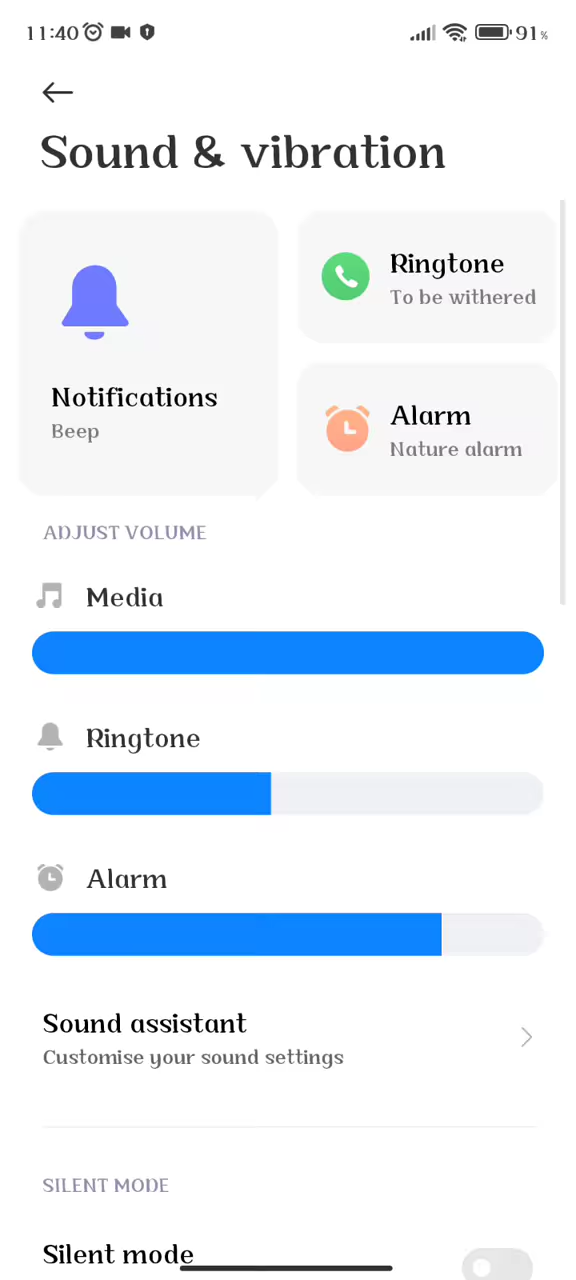 11:40 91%
Sound & vibration
Notifications
Beep
Ringtone
To be withered
Alarm
Nature alarm
ADJUST VOLUME
Media
Ringtone
Alarm
Sound assistant
Customise your sound settings
SILENT MODE
Silent mode